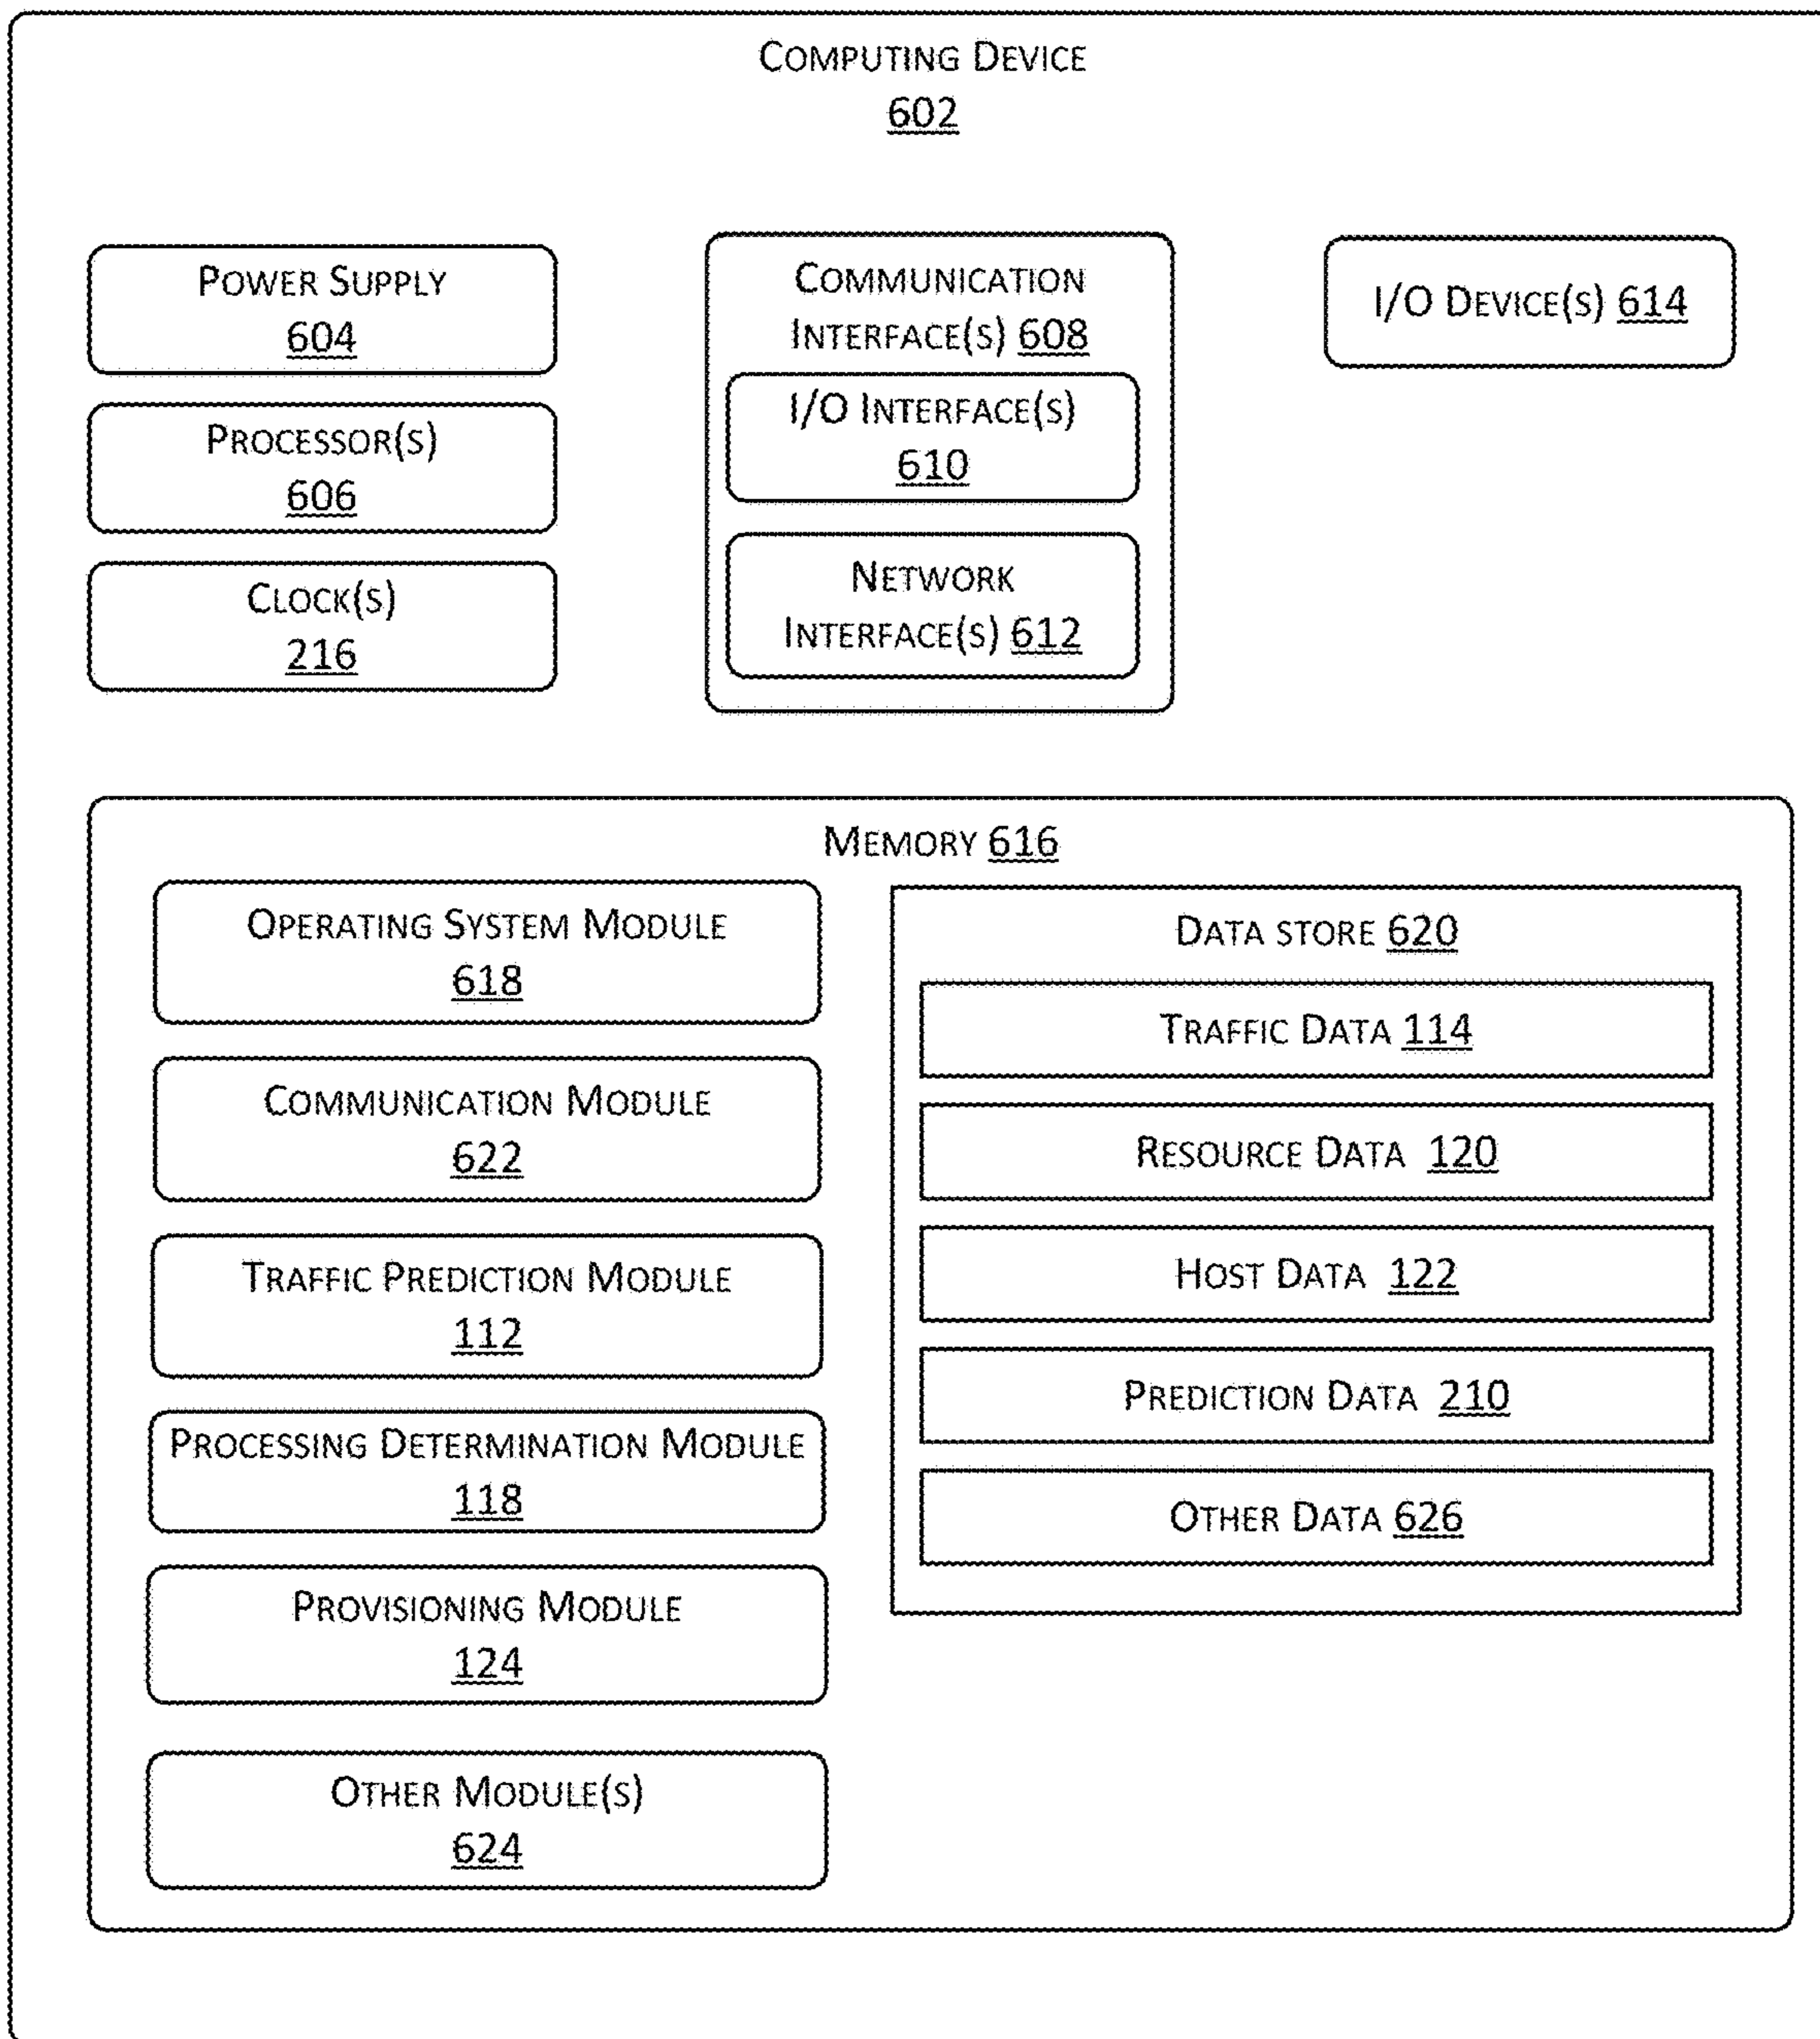 COMPUTING DEVICE
602
POWER SUPPLY
604
PROCESSOR(S)
606
CLOCK(S)
216
COMMUNICATION
INTERFACE(S) 608
I/O INTERFACE(S)
610
NETWORK
INTERFACE(S) 612
I/O DEVICE(S) 614
MEMORY 616
OPERATING SYSTEM MODULE
618
COMMUNICATION MODULE
622
TRAFFIC PREDICTION MODULE
112
PROCESSING DETERMINATION MODULE
118
PROVISIONING MODULE
124
OTHER MODULE(S)
624
DATA STORE 620
TRAFFIC DATA 114
RESOURCE DATA 120
HOST DATA 122
PREDICTION DATA 210
OTHER DATA 626